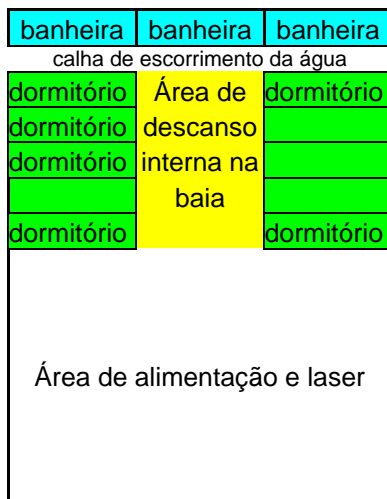 banheira banheira banheira
calha de escorrimento da água
dormitório Área de dormitório
dormitório descanso
dormitório interna na
baia
dormitório dormitório
Área de alimentação e laser